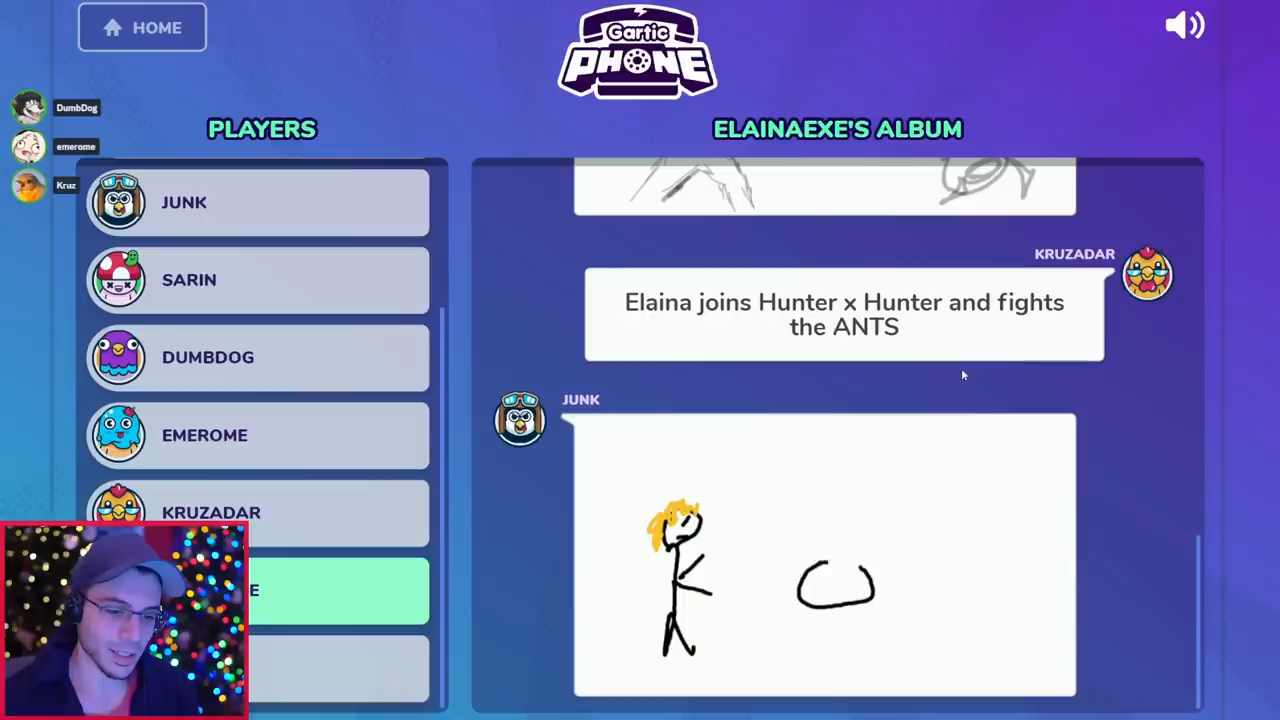 HOME
Gartic
PHONE
DumbDog
emerome
Kruz
PLAYERS
JUNK
SARIN
DUMBDOG
EMEROME
KRUZADAR
E
ELAINAEXE'S ALBUM
KRUZADAR
Elaina joins Hunter x Hunter and fights
the ANTS
JUNK